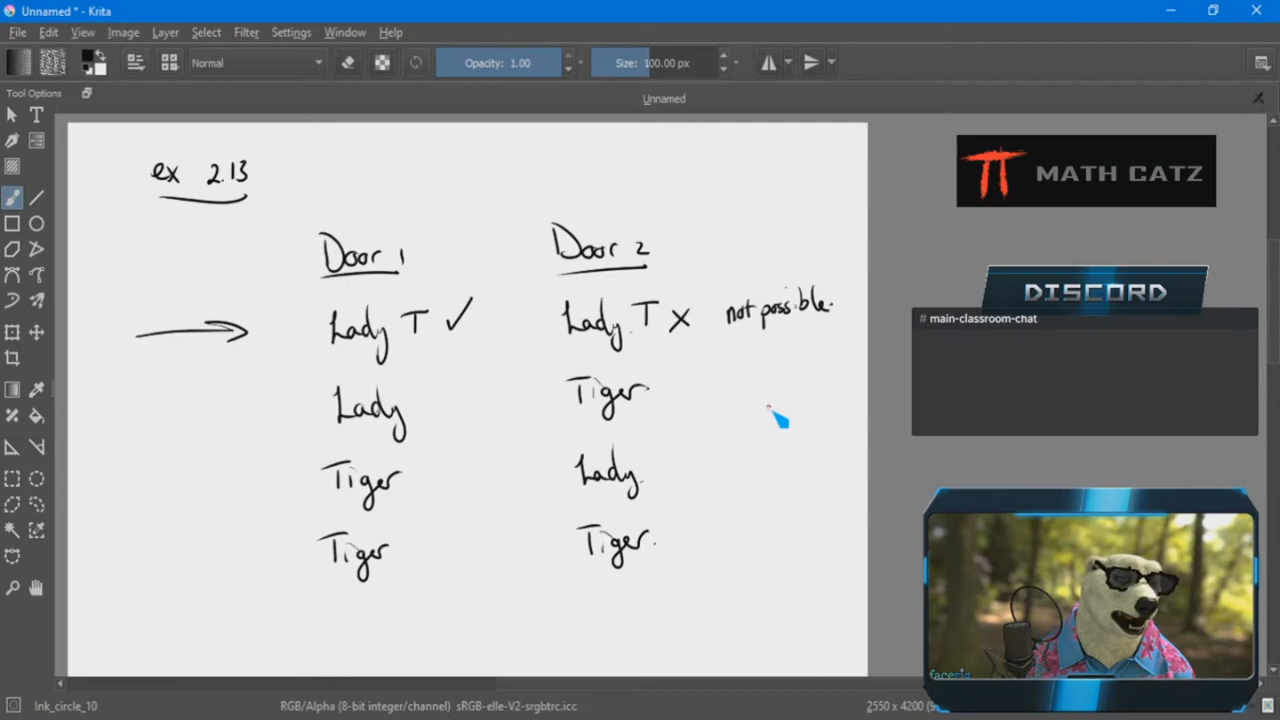 Unnamed * - Krita
File Edit View Image Layer Select Filter Settings Window Help
Normal
Opacity: 1.00
Size: 100.00 px
Tool Options
Unnamed
ex 2.13
Door 1 Door 2
Lady T ✓ Lady T X not possible.
Lady Tiger
Tiger Lady.
Tiger Tiger.
MATH CATZ
DISCORD
# main-classroom-chat
facerig
Ink_circle_10
RGB/Alpha (8-bit integer/channel) sRGB-elle-V2-srgbtrc.icc
2550 x 4200 (9